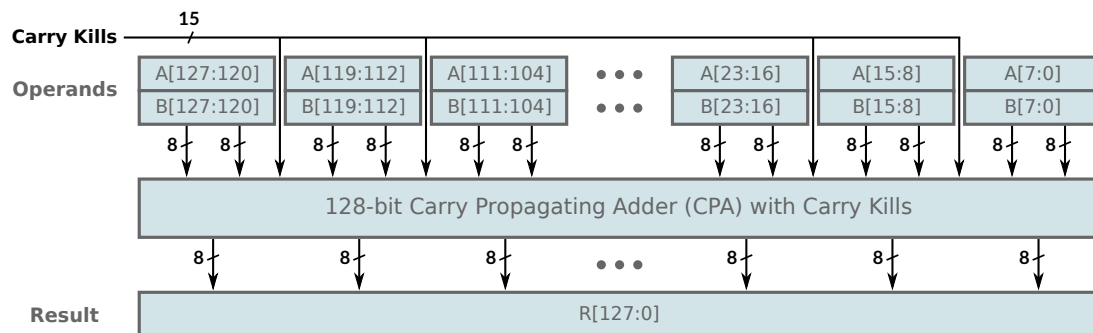 15
Carry Kills
Operands
A[127:120] A[119:112] A[111:104] A[23:16] A[15:8] A[7:0]
B[127:120] B[119:112] B[111:104] B[23:16] B[15:8] B[7:0]
8 8 8 8 8 8 8 8 8 8 8 8
128-bit Carry Propagating Adder (CPA) with Carry Kills
8 8 8 8 8 8
Result
R[127:0]